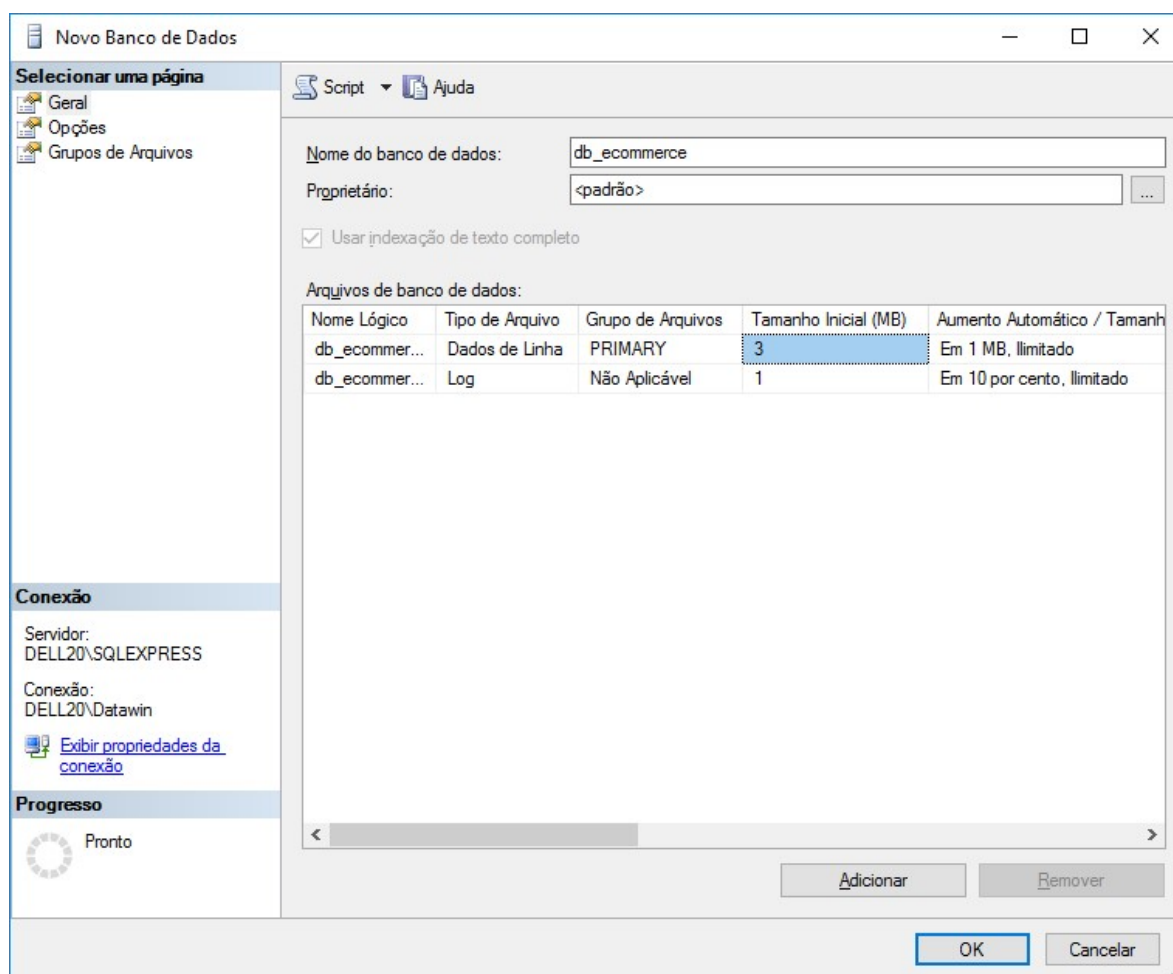 Novo Banco de Dados
Selecionar uma página
Geral
Opções
Grupos de Arquivos
Script
Ajuda
Nome do banco de dados:
db_ecommerce
Proprietário:
<padrão>
...
Usar indexação de texto completo
Arquivos de banco de dados:
Nome Lógico Tipo de Arquivo Grupo de Arquivos Tamanho Inicial (MB) Aumento Automático / Tamanh
db_ecommer... Dados de Linha PRIMARY 3 Em 1 MB, Ilimitado
db_ecommer... Log Não Aplicável 1 Em 10 por cento, Ilimitado
Conexão
Servidor:
DELL20\SQLEXPRESS
Conexão:
DELL20\Datawin
Exibir propriedades da
conexão
Progresso
Pronto
Adicionar
Remover
OK
Cancelar